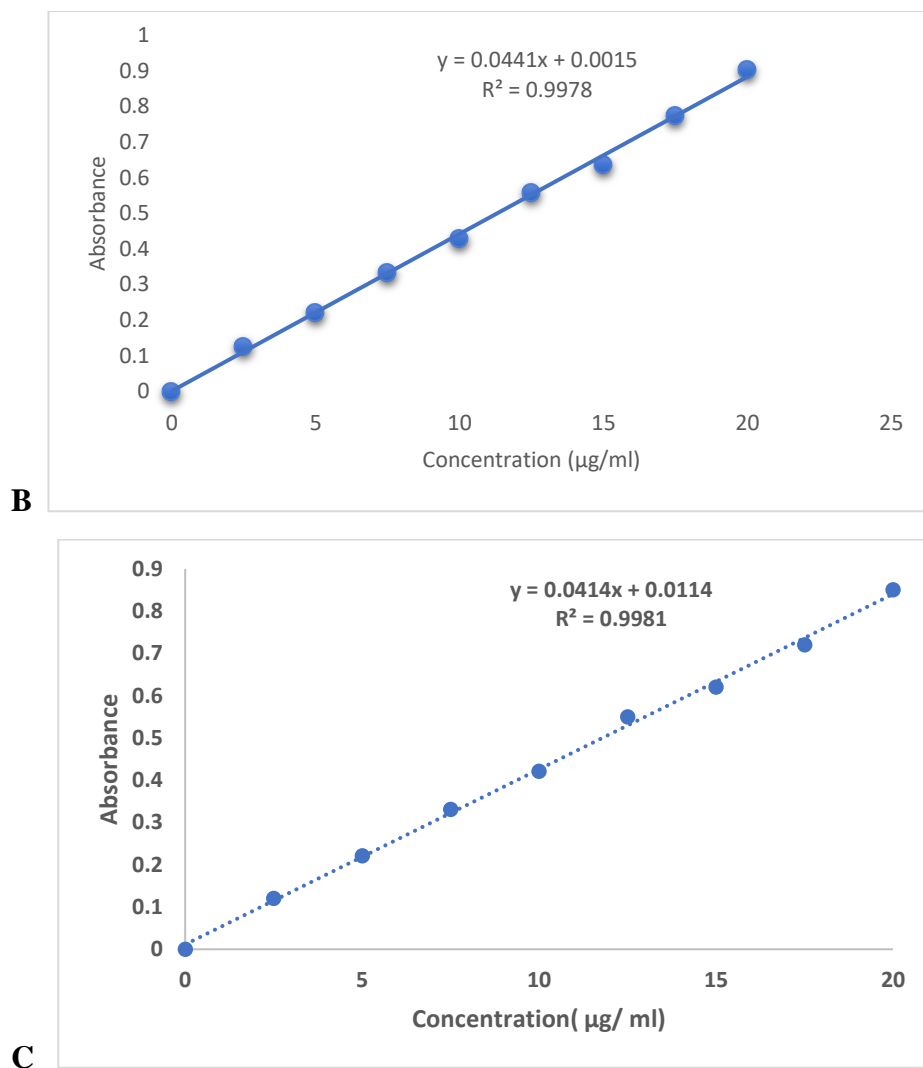 y = 0.0441x + 0.0015
R² = 0.9978
1
0.9
0.8
0.7
0.6
0.5
0.4
0.3
0.2
0.1
0
Absorbance
0 5 10 15 20 25
Concentration (µg/ml)
B
y = 0.0414x + 0.0114
R² = 0.9981
0.9
0.8
0.7
0.6
0.5
0.4
0.3
0.2
0.1
0
Absorbance
0 5 10 15 20
Concentration( µg/ ml)
C